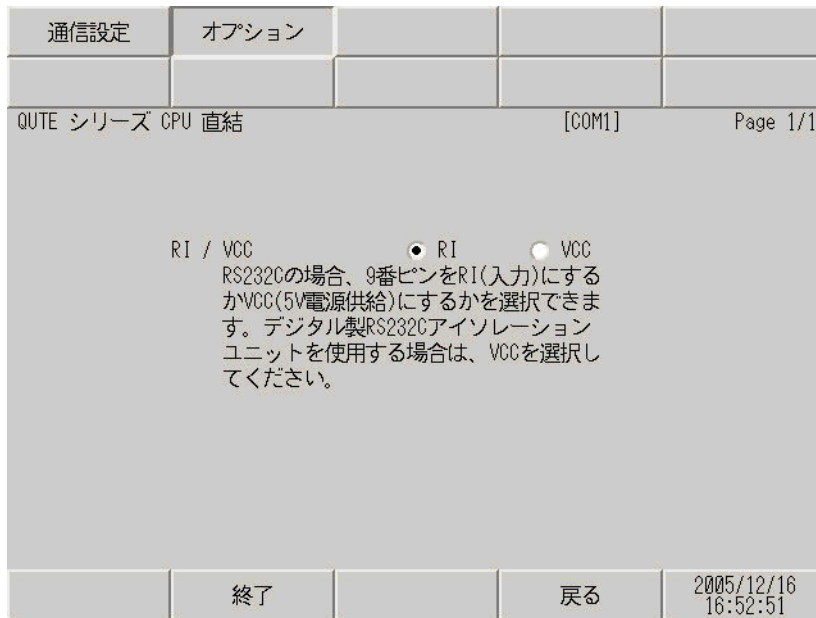 通信設定 オプション
QUTE シリーズ CPU 直結 [COM1] Page 1/1
RI / VCC RI VCC
RS232Cの場合、9番ピンをRI(入力)にする
かVCC(5V電源供給)にするかを選択できま
す。デジタル製RS232Cアイソレーション
ユニットを使用する場合は、VCCを選択し
てください。
終了 戻る 2005/12/16
16:52:51